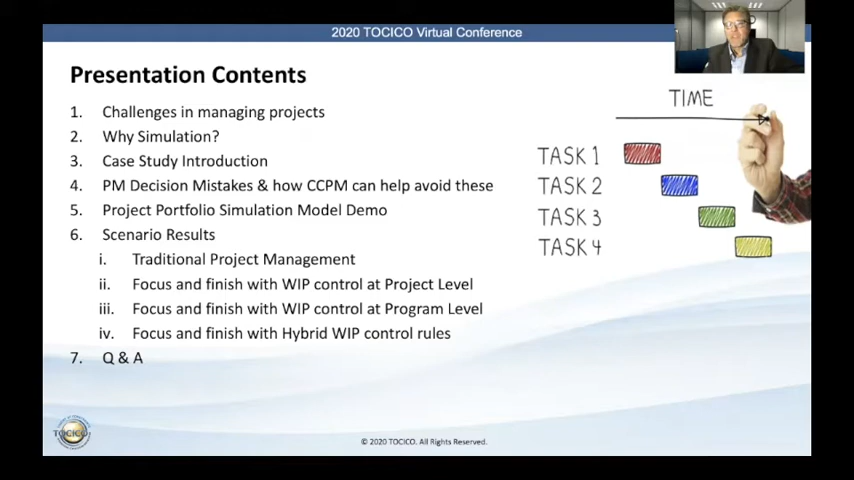 2020 TOCICO Virtual Conference
Presentation Contents
1. Challenges in managing projects
2. Why Simulation?
3. Case Study Introduction
4. PM Decision Mistakes & how CCPM can help avoid these
5. Project Portfolio Simulation Model Demo
6. Scenario Results
i. Traditional Project Management
ii. Focus and finish with WIP control at Project Level
iii. Focus and finish with WIP control at Program Level
iv. Focus and finish with Hybrid WIP control rules
7. Q & A
TIME
TASK 1
TASK 2
TASK 3
TASK 4
TOCICO
© 2020 TOCICO. All Rights Reserved.